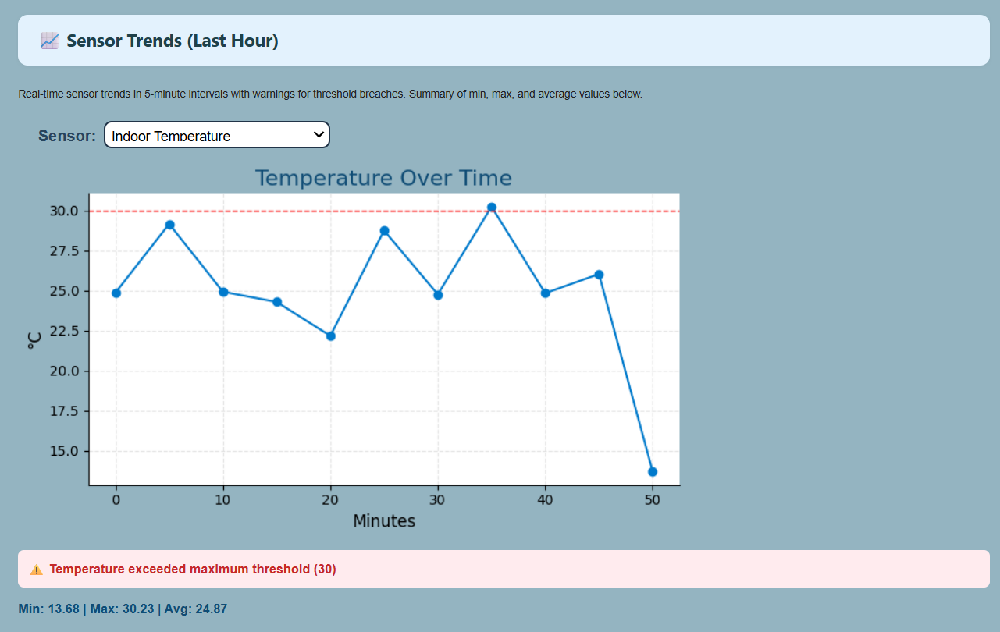 📈 Sensor Trends (Last Hour)
Real-time sensor trends in 5-minute intervals with warnings for threshold breaches. Summary of min, max, and average values below.
Sensor: Indoor Temperature
Temperature Over Time
30.0
27.5
25.0
22.5
20.0
17.5
15.0
°C
0 10 20 30 40 50
Minutes
⚠️ Temperature exceeded maximum threshold (30)
Min: 13.68 | Max: 30.23 | Avg: 24.87